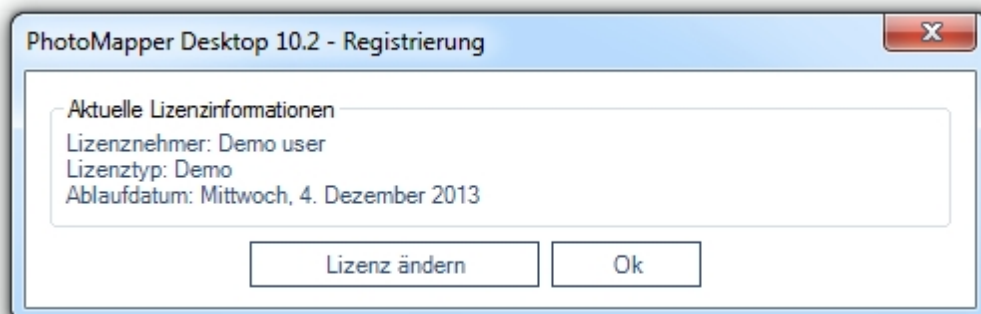 PhotoMapper Desktop 10.2 - Registrierung
Aktuelle Lizenzinformationen
Lizenznehmer: Demo user
Lizenztyp: Demo
Ablaufdatum: Mittwoch, 4. Dezember 2013
Lizenz ändern
Ok